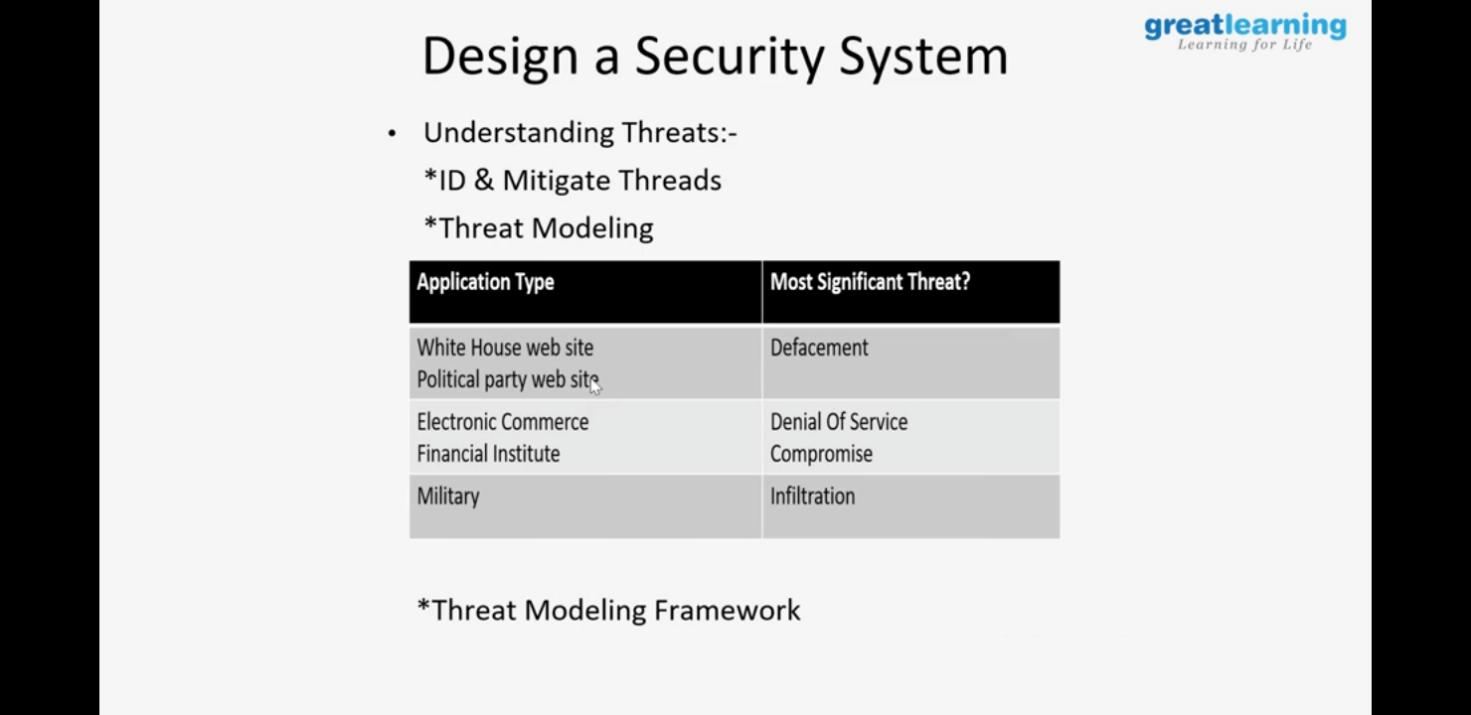 greatlearning
Learning for Life
Design a Security System
• Understanding Threats:-
*ID & Mitigate Threads
*Threat Modeling
Application Type Most Significant Threat?
White House web site Defacement
Political party web site
Electronic Commerce Denial Of Service
Financial Institute Compromise
Military Infiltration
*Threat Modeling Framework